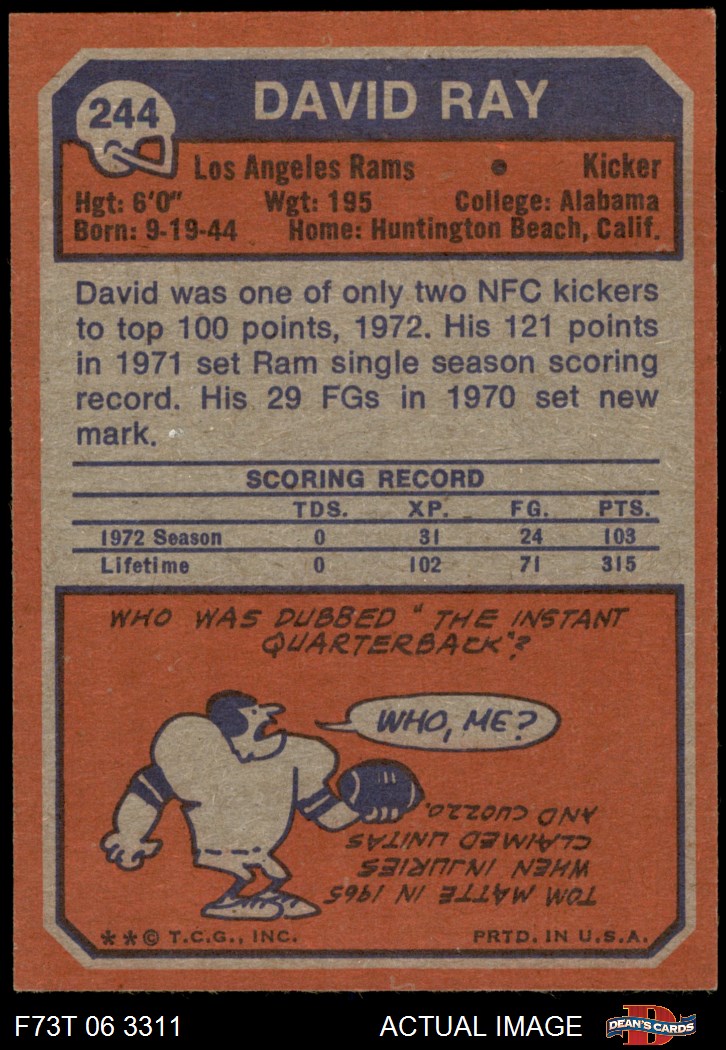 244
DAVID RAY
Los Angeles Rams • Kicker
Hgt: 6'0" Wgt: 195 College: Alabama
Born: 9-19-44 Home: Huntington Beach, Calif.
David was one of only two NFC kickers
to top 100 points, 1972. His 121 points
in 1971 set Ram single season scoring
record. His 29 FGs in 1970 set new
mark.
SCORING RECORD
TDS. XP. FG. PTS.
1972 Season 0 31 24 103
Lifetime 0 102 71 315
WHO WAS DUBBED "THE INSTANT
QUARTERBACK"?
WHO, ME?
TOM MATTE IN 1965
WHEN INJURIES
CLAIMED UNITAS
AND CUOZZO.
**© T.C.G., INC. PRTD. IN U.S.A.
F73T 06 3311 ACTUAL IMAGE D DEAN'S CARDS